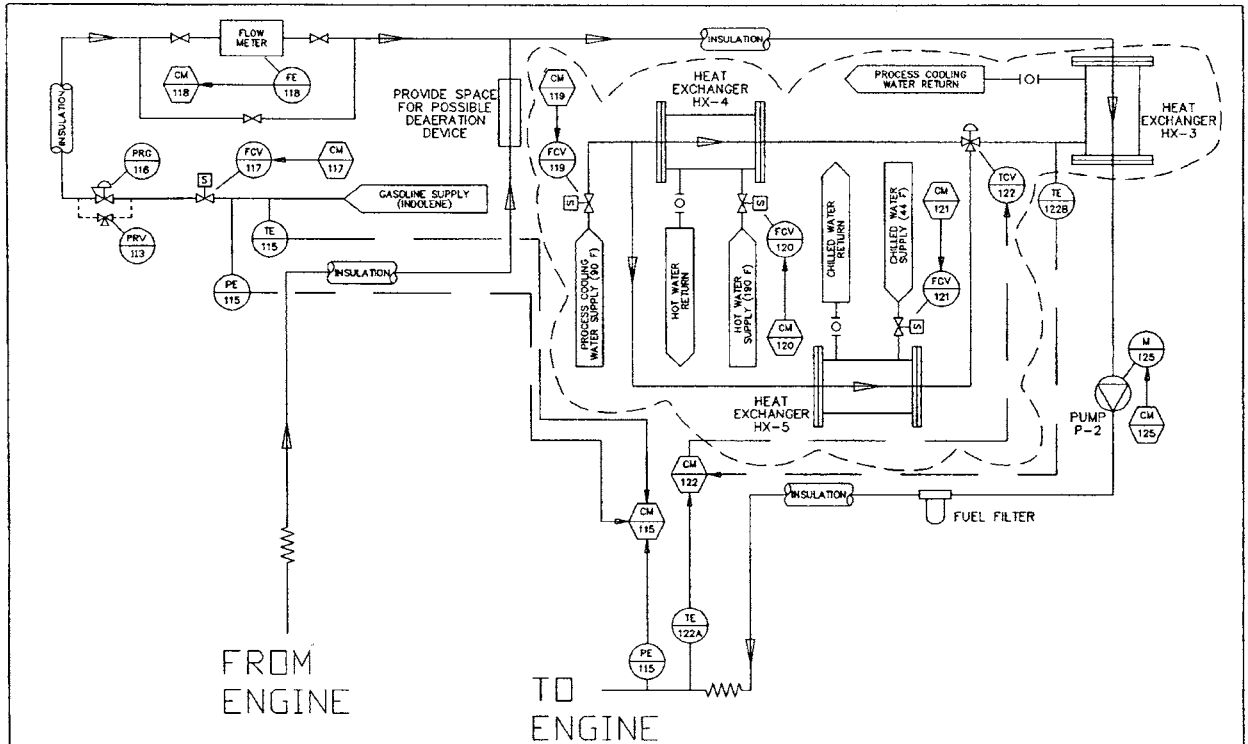 FLOW
METER
FE
118
CM
118
INSULATION
INSULATION
PROVIDE SPACE
FOR POSSIBLE
DEAERATION
DEVICE
CM
119
FCV
119
HEAT
EXCHANGER
HX-4
PROCESS COOLING
WATER RETURN
HEAT
EXCHANGER
HX-3
PRG
116
FCV
117
CM
117
S
GASOLINE SUPPLY
(INDOLENE)
PRV
113
TE
115
PE
115
INSULATION
S
PROCESS COOLING
WATER SUPPLY (90 F)
HOT WATER
RETURN
HOT WATER
SUPPLY (190 F)
S
FCV
120
CM
120
CHILLED WATER
RETURN
CHILLED WATER
SUPPLY (44 F)
CM
121
FCV
121
S
TCV
122
TE
122B
HEAT
EXCHANGER
HX-5
M
125
PUMP
P-2
CM
125
CM
122
INSULATION
FUEL FILTER
CM
115
TE
122A
PE
115
FROM
ENGINE
TO
ENGINE